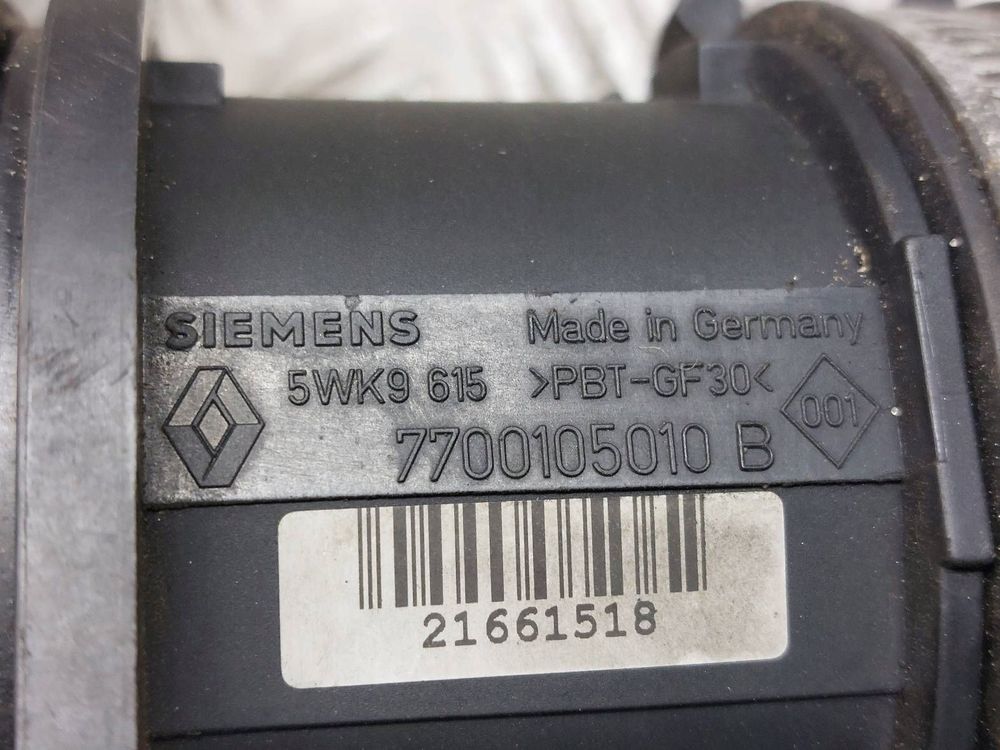 SIEMENS Made in Germany
5WK9 615 >PBT-GF30<
001
7700105010 B
21661518